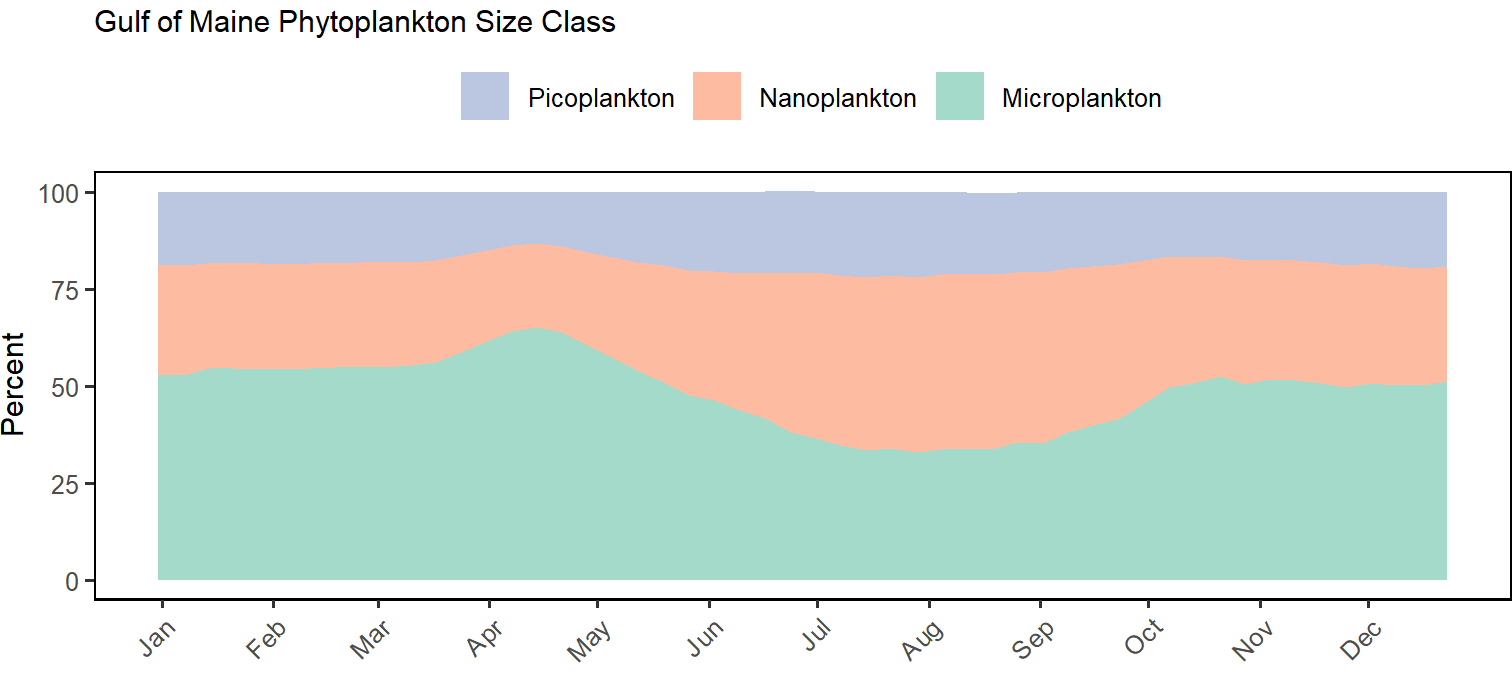 Gulf of Maine Phytoplankton Size Class
Picoplankton Nanoplankton Microplankton
100
75
50
25
0
Percent
Jan Feb Mar Apr May Jun Jul Aug Sep Oct Nov Dec